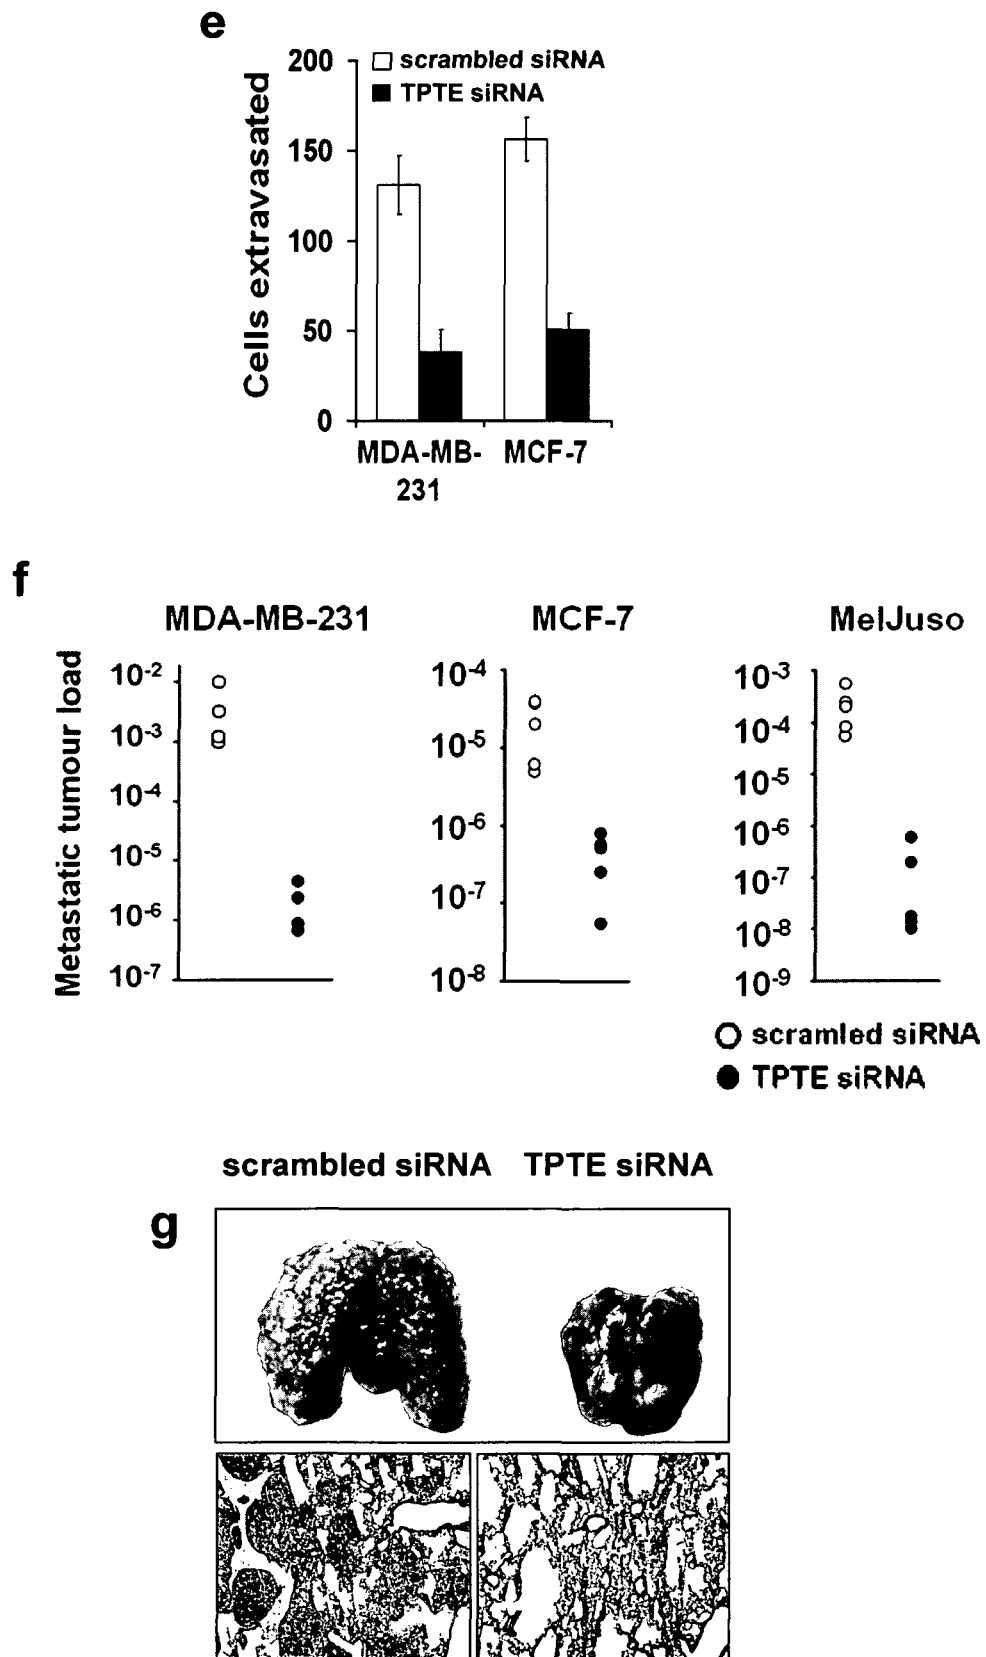 e
200
150
100
50
0
Cells extravasated
scrambled siRNA
TPTE siRNA
MDA-MB-
231
MCF-7
f
MDA-MB-231
MCF-7
MelJuso
Metastatic tumour load
10-2
10-3
10-4
10-5
10-6
10-7
10-4
10-5
10-6
10-7
10-8
10-3
10-4
10-5
10-6
10-7
10-8
10-9
scramled siRNA
TPTE siRNA
scrambled siRNA TPTE siRNA
g